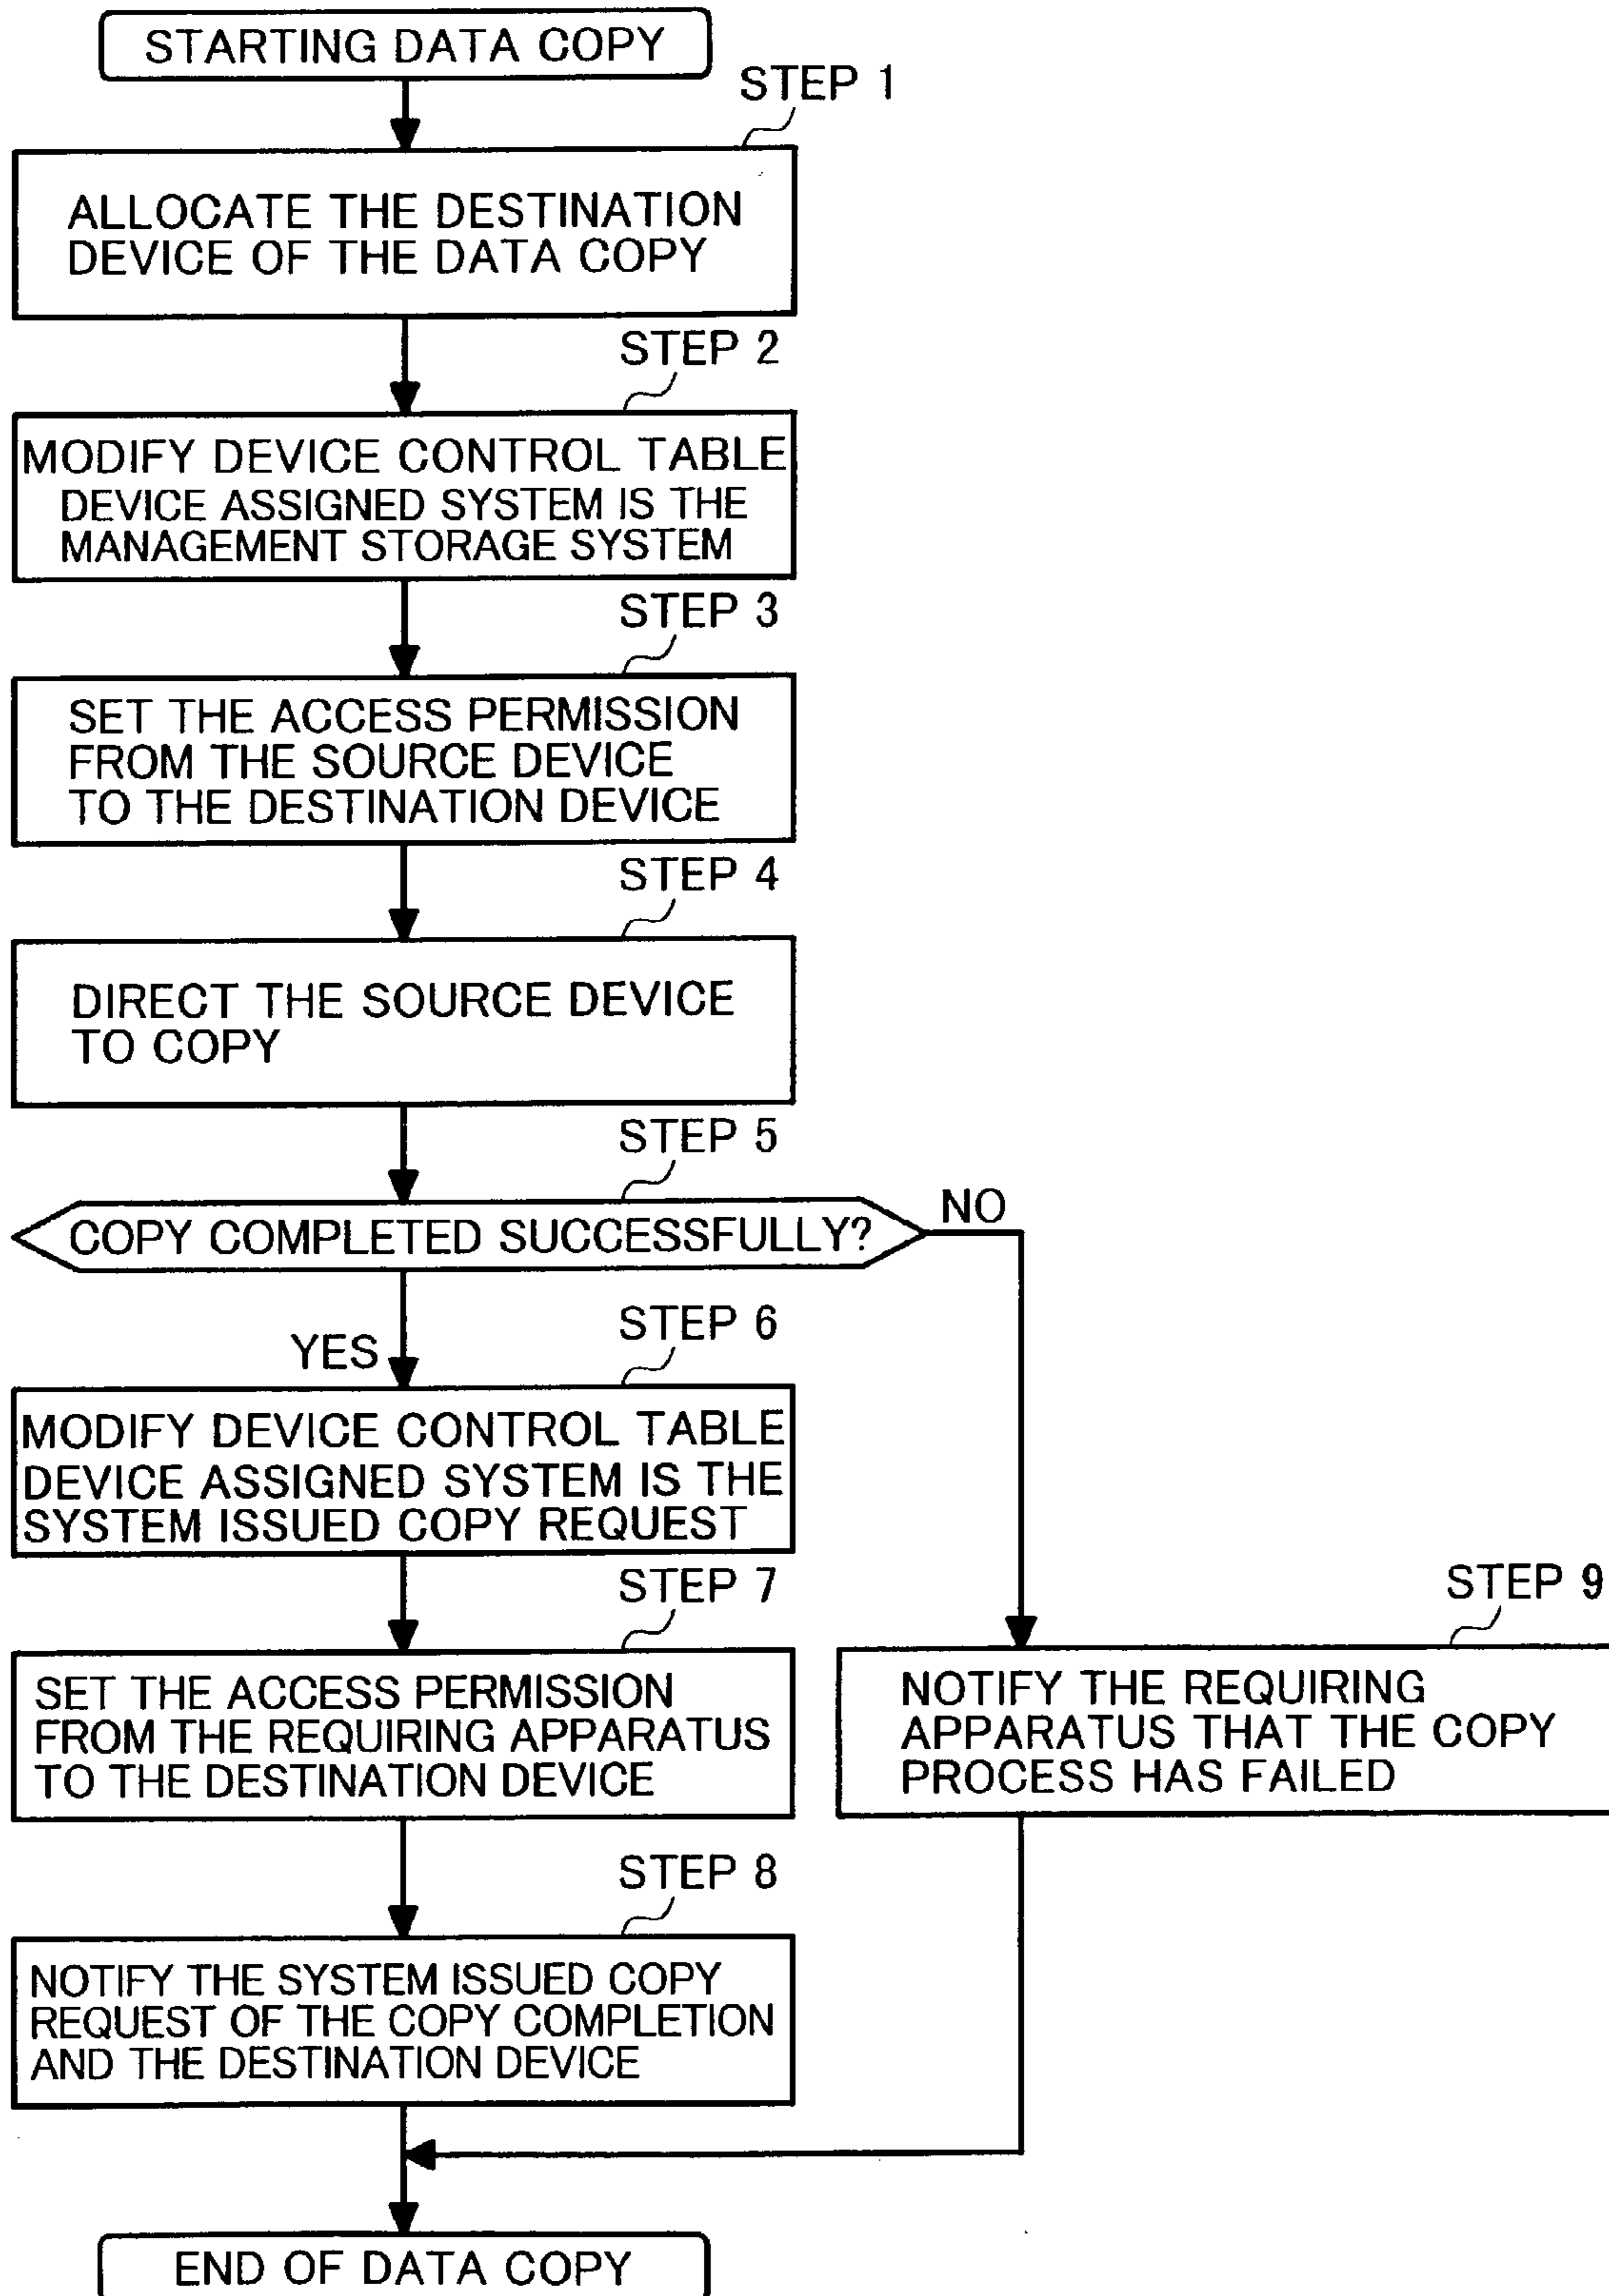 STARTING DATA COPY
STEP 1
ALLOCATE THE DESTINATION
DEVICE OF THE DATA COPY
STEP 2
MODIFY DEVICE CONTROL TABLE
DEVICE ASSIGNED SYSTEM IS THE
MANAGEMENT STORAGE SYSTEM
STEP 3
SET THE ACCESS PERMISSION
FROM THE SOURCE DEVICE
TO THE DESTINATION DEVICE
STEP 4
DIRECT THE SOURCE DEVICE
TO COPY
STEP 5
COPY COMPLETED SUCCESSFULLY?
NO
YES
STEP 6
MODIFY DEVICE CONTROL TABLE
DEVICE ASSIGNED SYSTEM IS THE
SYSTEM ISSUED COPY REQUEST
STEP 7
SET THE ACCESS PERMISSION
FROM THE REQUIRING APPARATUS
TO THE DESTINATION DEVICE
STEP 9
NOTIFY THE REQUIRING
APPARATUS THAT THE COPY
PROCESS HAS FAILED
STEP 8
NOTIFY THE SYSTEM ISSUED COPY
REQUEST OF THE COPY COMPLETION
AND THE DESTINATION DEVICE
END OF DATA COPY